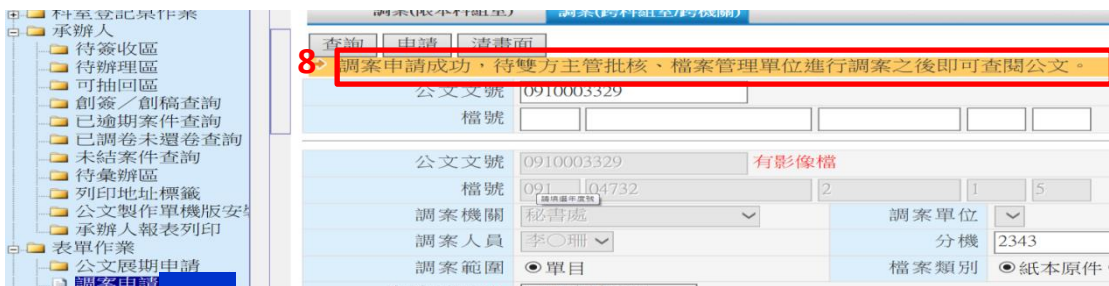 科室登記桌作業
承辦人
待簽收區
待辦理區
可抽回區
創簽／創稿查詢
已逾期案件查詢
已調卷未還卷查詢
未結案件查詢
待彙辦區
列印地址標籤
公文製作單機版安
承辦人報表列印
表單作業
公文展期申請
調案申請
調案(限本科組室)
調案(跨科組室/跨機關)
查詢 申請 清畫面
8
調案申請成功，待雙方主管批核、檔案管理單位進行調案之後即可查閱公文。
公文文號 0910003329
檔號
公文文號 0910003329 有影像檔
檔號 091 04732 2 1 5
請填選年度號
調案機關 秘書處 調案單位
調案人員 李○珊 分機 2343
調案範圍 單目 檔案類別 紙本原件